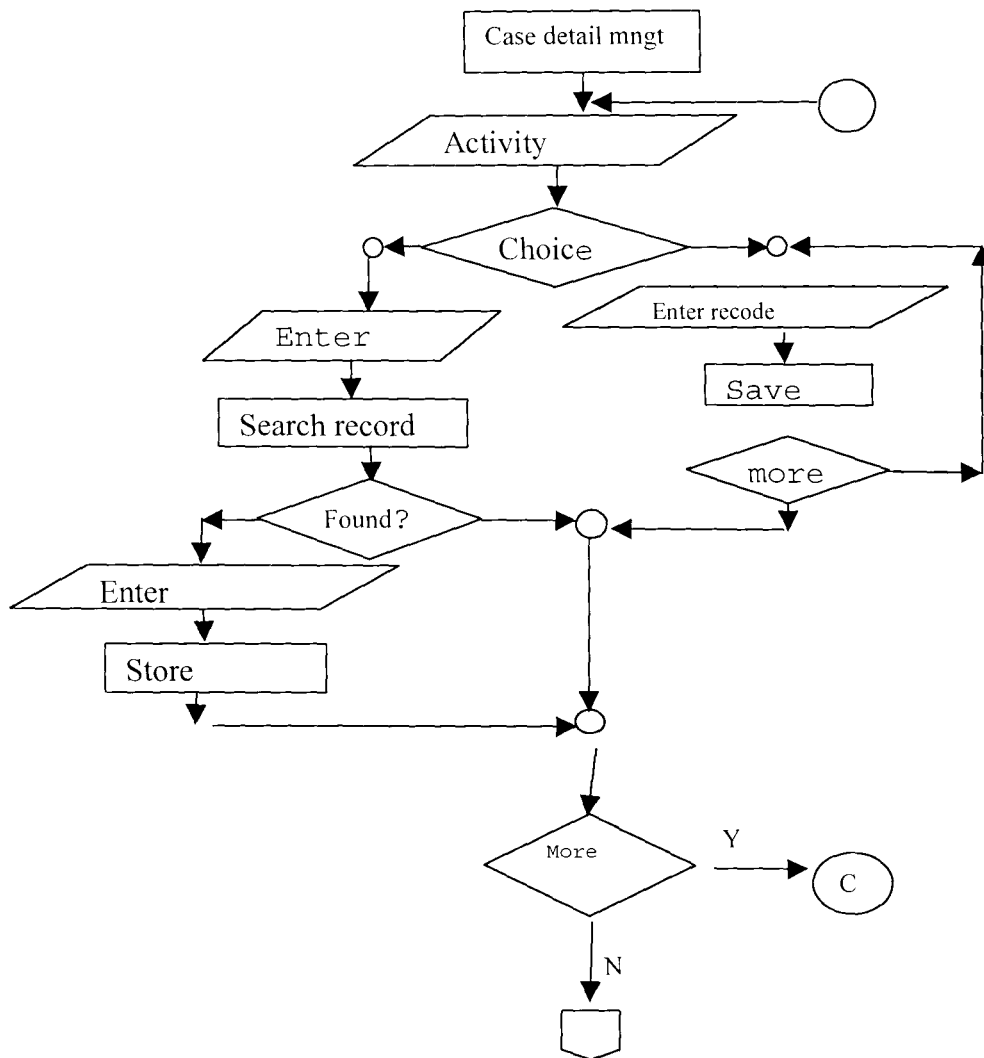 Case detail mngt
Activity
Choice
Enter
Enter recode
Save
Search record
more
Found?
Enter
Store
More
Y
C
N